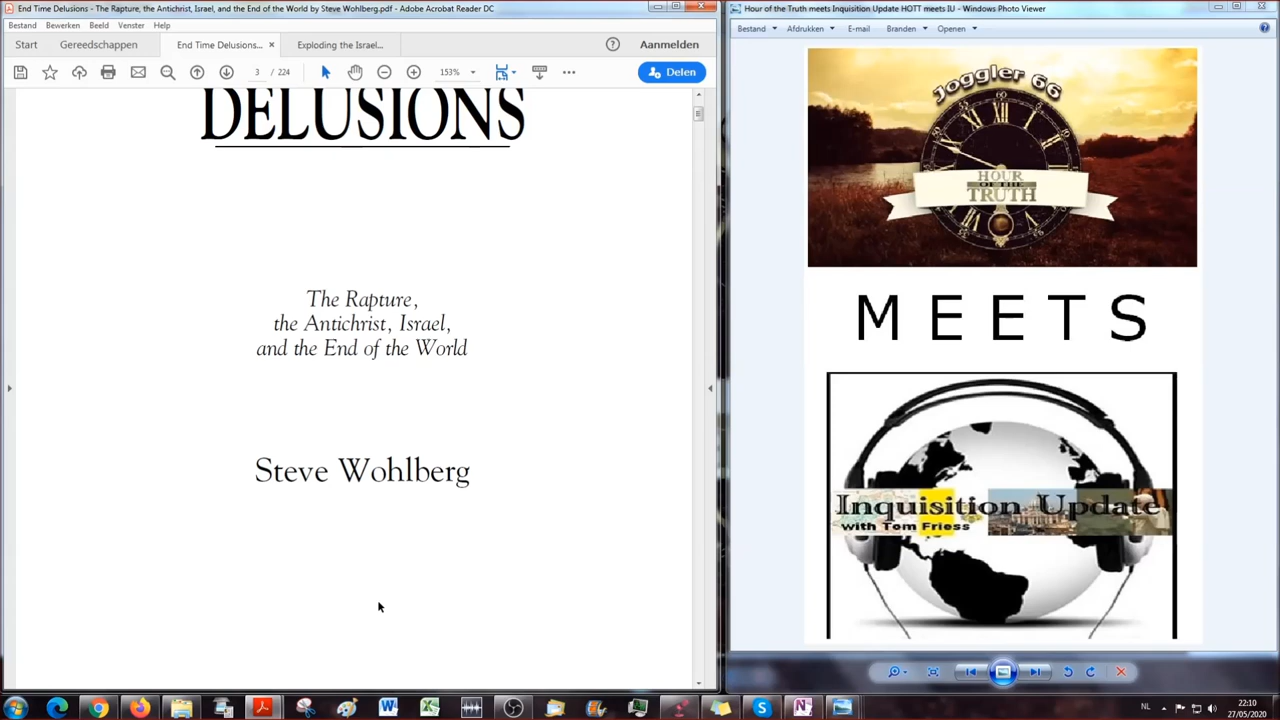 End Time Delusions - The Rapture, the Antichrist, Israel, and the End of the World by Steve Wohlberg.pdf - Adobe Acrobat Reader DC
Bestand Bewerken Beeld Venster Help
Start Gereedschappen End Time Delusions... Exploding the Israel... Aanmelden
3 / 224 153% Delen
DELUSIONS
The Rapture,
the Antichrist, Israel,
and the End of the World
Steve Wohlberg
Hour of the Truth meets Inquisition Update HOTT meets IU - Windows Photo Viewer
Bestand Afdrukken E-mail Branden Openen
Joggler 66
HOUR
OF THE
TRUTH
MEETS
Inquisition Update
with Tom Friess
NL 22:10
27/05/2020